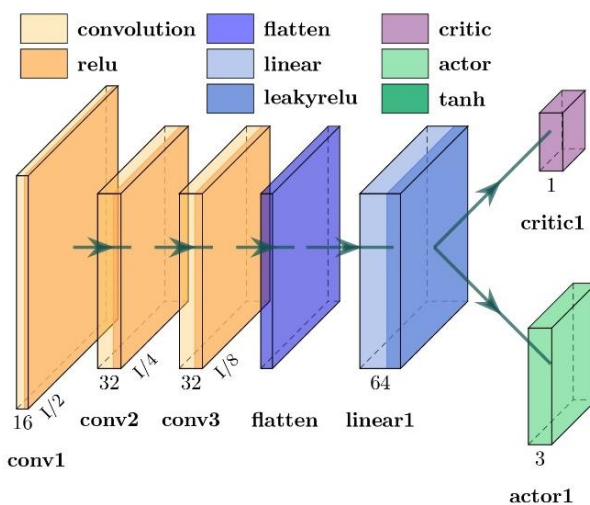 convolution flatten critic
relu linear actor
leakyrelu tanh
16 I/2 32 I/4 32 I/8 64 1 3
conv1 conv2 conv3 flatten linear1 critic1
actor1